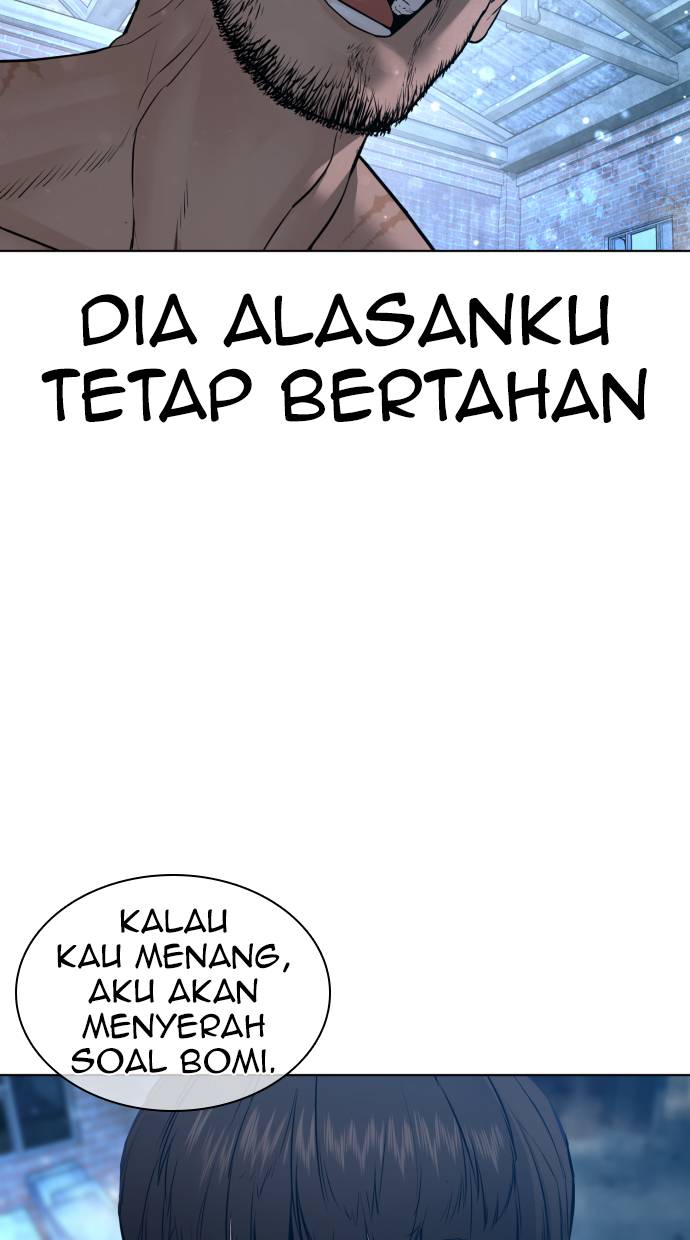 DIA ALASANKU
TETAP BERTAHAN
KALAU
KAU MENANG,
AKU AKAN
MENYERAH
SOAL BOMI.